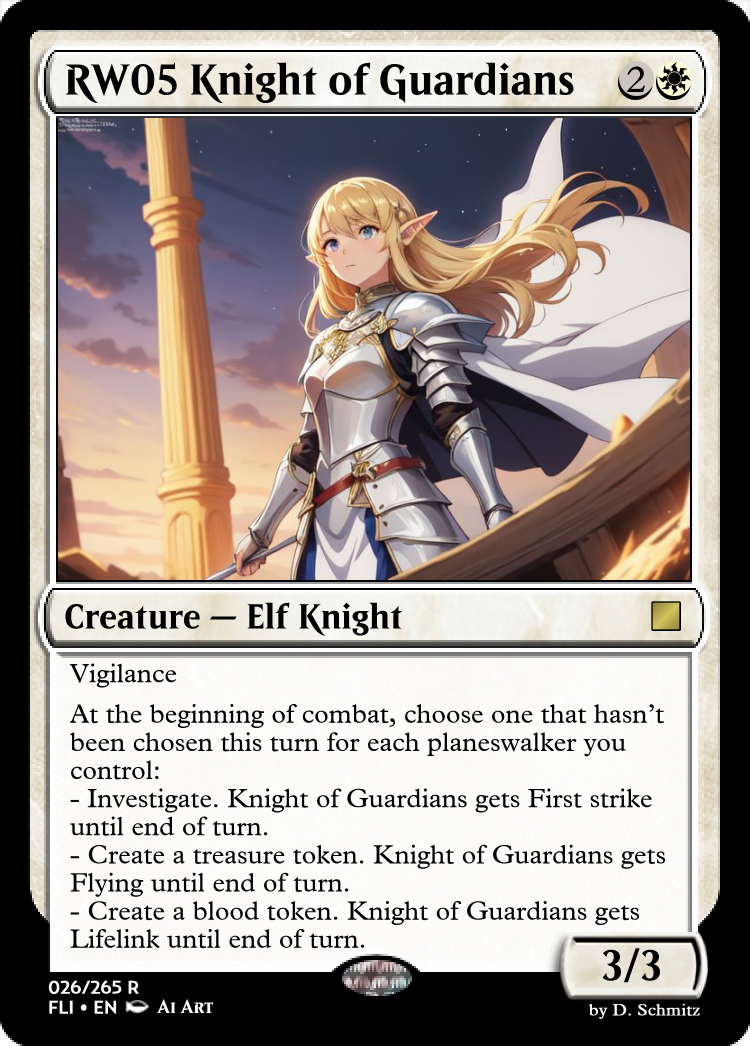 RW05 Knight of Guardians 2
Creature — Elf Knight
Vigilance
At the beginning of combat, choose one that hasn't
been chosen this turn for each planeswalker you
control:
- Investigate. Knight of Guardians gets First strike
until end of turn.
- Create a treasure token. Knight of Guardians gets
Flying until end of turn.
- Create a blood token. Knight of Guardians gets
Lifelink until end of turn.
3/3
026/265 R
FLI • EN AI ART
by D. Schmitz